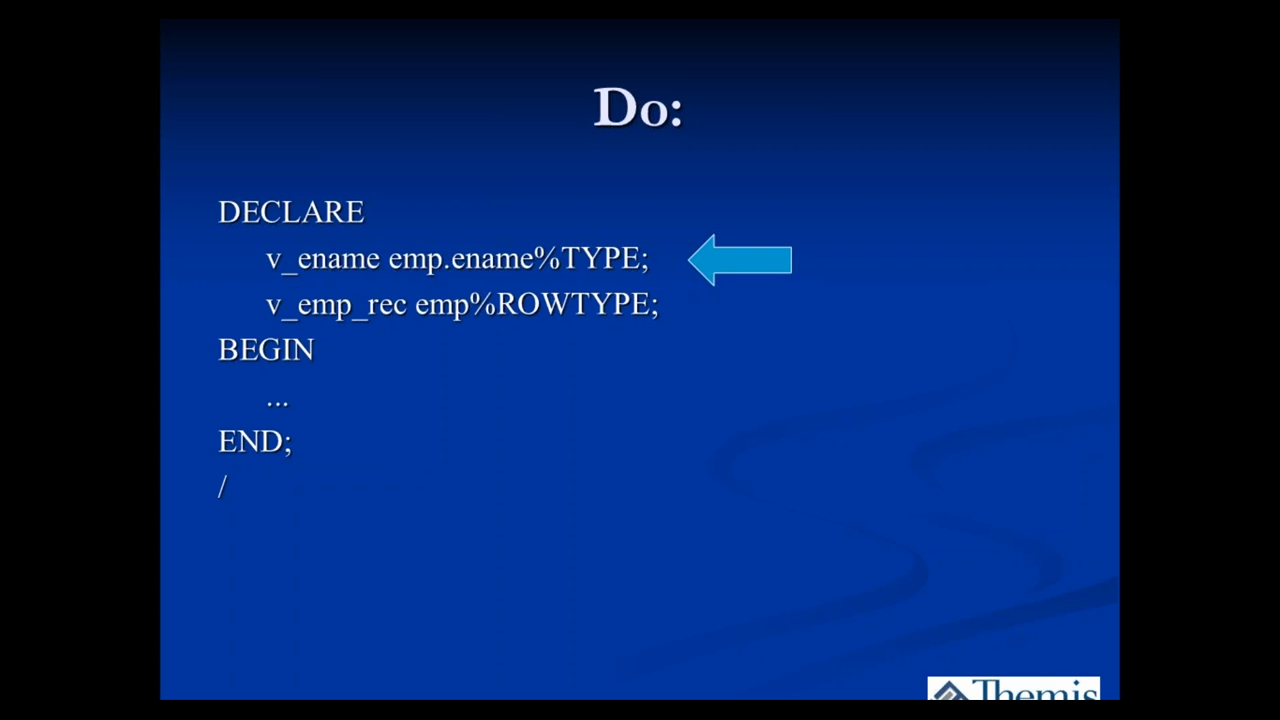 Do:
DECLARE
v_ename emp.ename%TYPE;
v_emp_rec emp%ROWTYPE;
BEGIN
...
END;
/
Themis